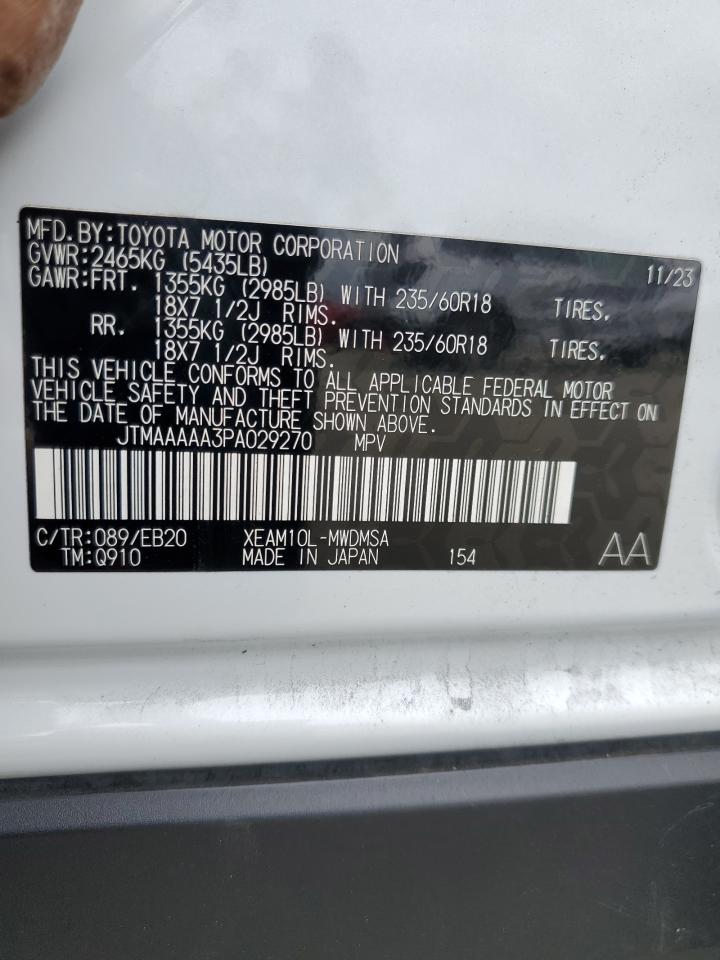 MFD.BY:TOYOTA MOTOR CORPORATION 11/23
GVWR:2465KG (5435LB)
GAWR:FRT. 1355KG (2985LB) WITH 235/60R18 TIRES.
18X7 1/2J RIMS.
RR. 1355KG (2985LB) WITH 235/60R18 TIRES.
18X7 1/2J RIMS.
THIS VEHICLE CONFORMS TO ALL APPLICABLE FEDERAL MOTOR
VEHICLE SAFETY AND THEFT PREVENTION STANDARDS IN EFFECT ON
THE DATE OF MANUFACTURE SHOWN ABOVE.
JTMAAAAA3PA029270 MPV
C/TR:089/EB20 XEAM10L-MWDMSA
TM:Q910 MADE IN JAPAN 154 AA